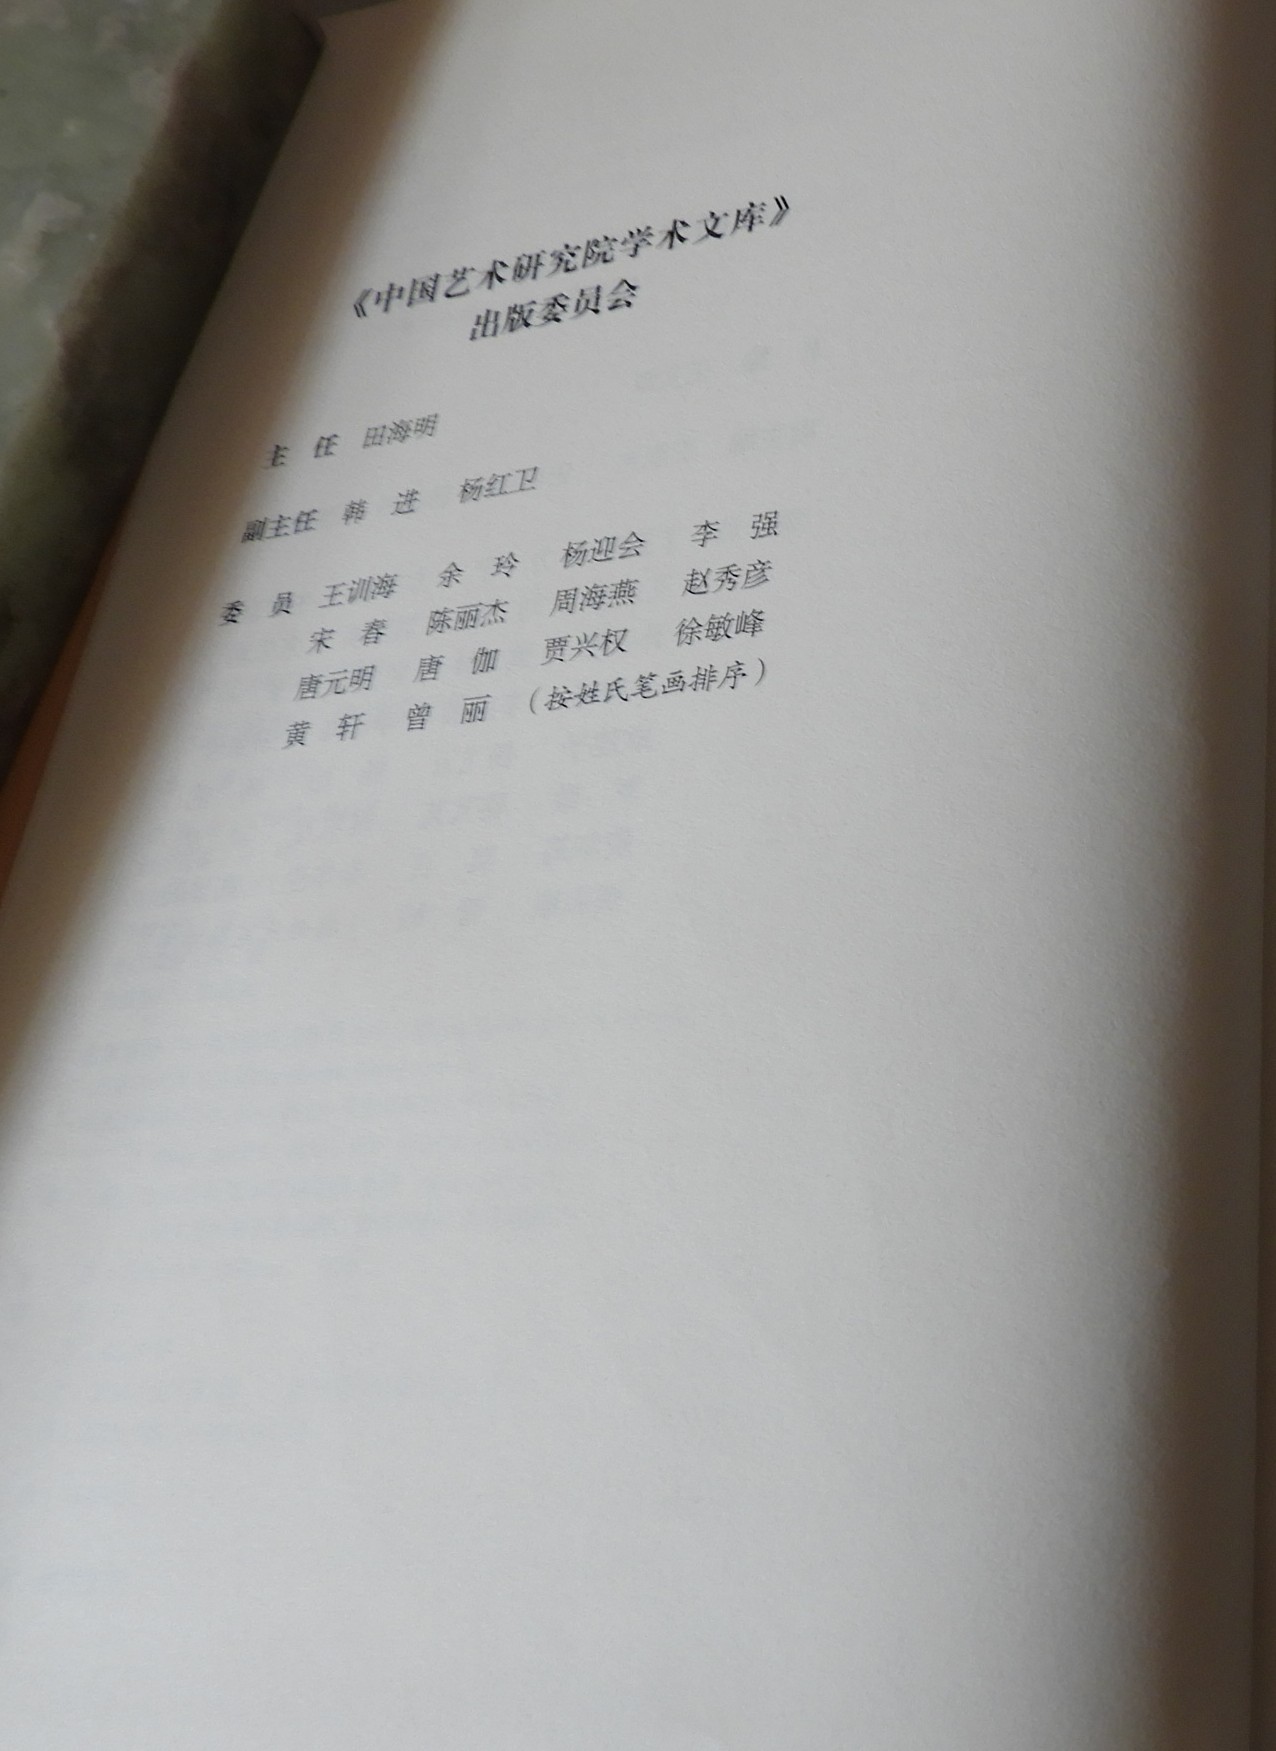 《中国艺术研究院学术文库》
出版委员会
主 任 田海明
副主任 韩 进 杨红卫
委 员 王训海 余 玲 杨迎会 李 强
宋 春 陈丽杰 周海燕 赵秀彦
唐元明 唐 伽 贾兴权 徐敏峰
黄 轩 曾 丽 （按姓氏笔画排序）